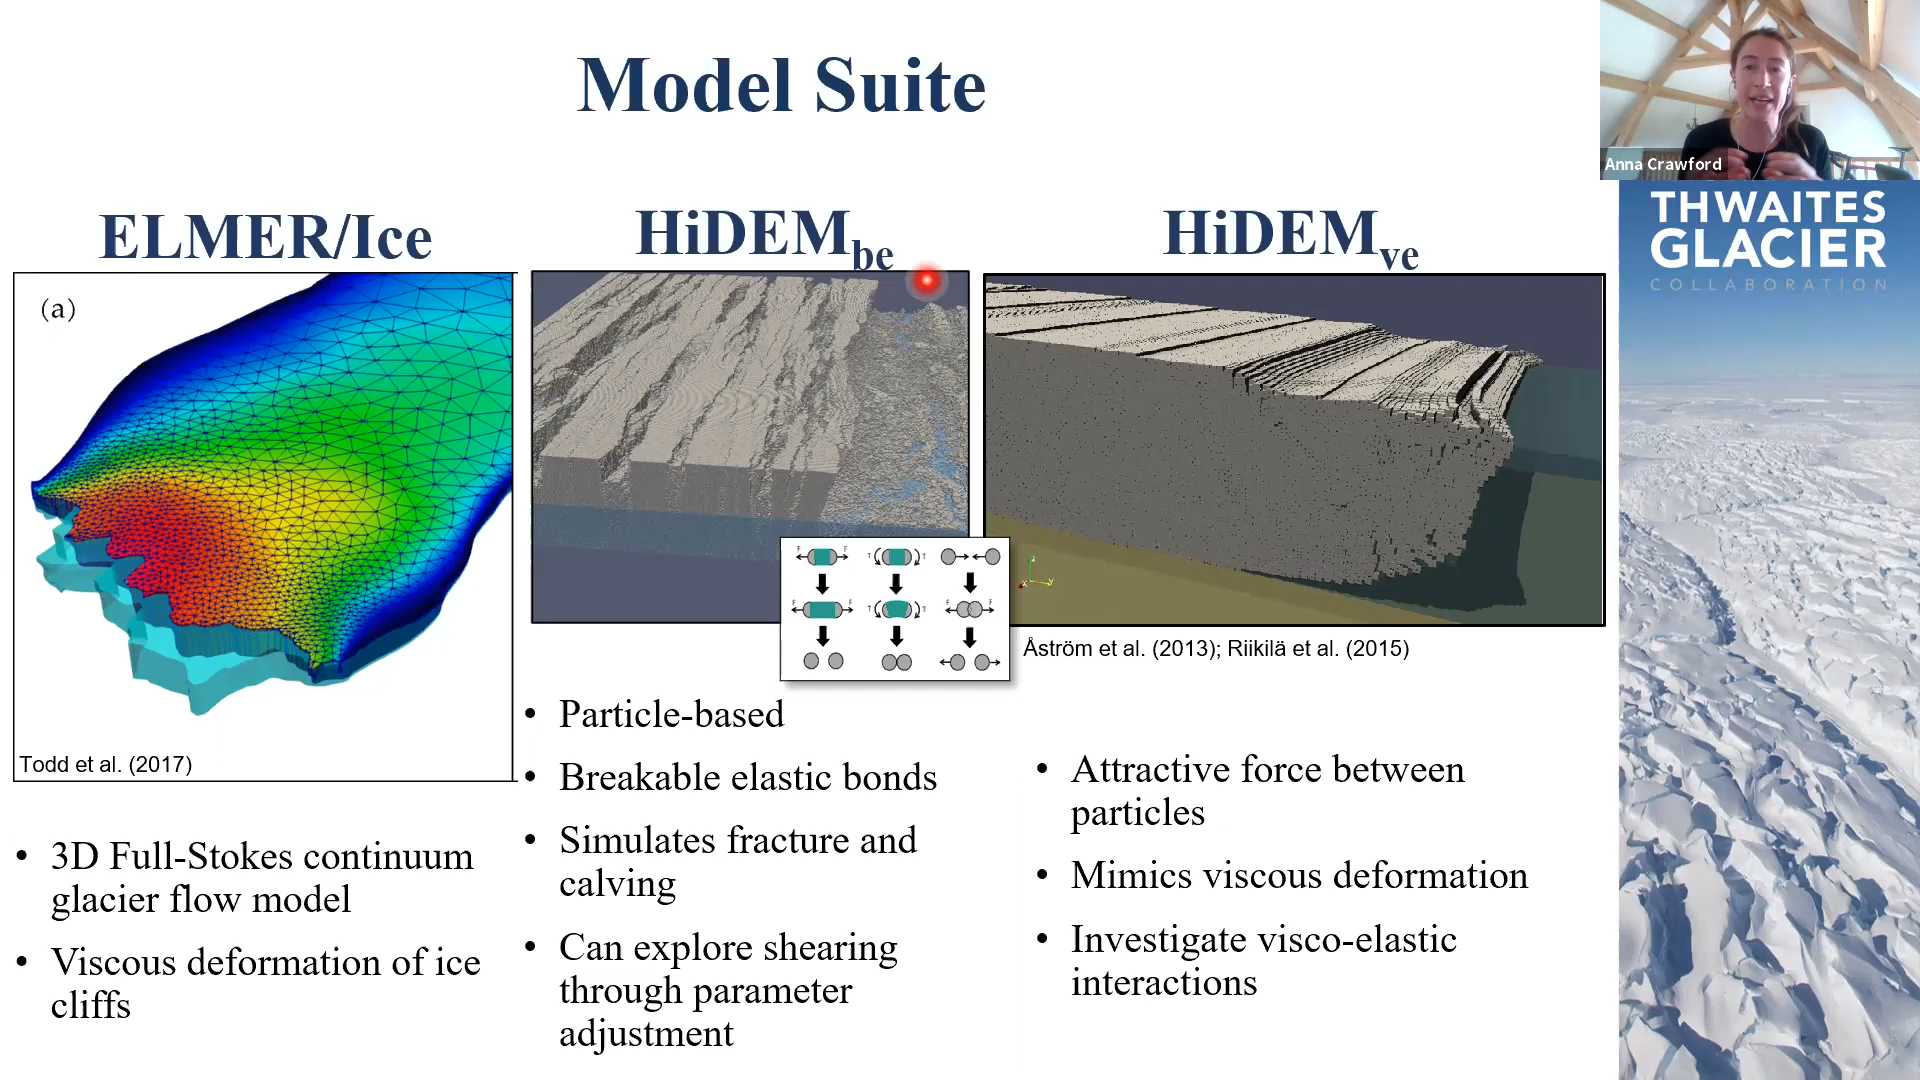 Model Suite
Anna Crawford
THWAITES
GLACIER
COLLABORATION
ELMER/Ice
(a)
Todd et al. (2017)
• 3D Full-Stokes continuum
glacier flow model
• Viscous deformation of ice
cliffs
HiDEMbe
F F T T
F F T T F F
• Particle-based
• Breakable elastic bonds
• Simulates fracture and
calving
• Can explore shearing
through parameter
adjustment
HiDEMve
Åström et al. (2013); Riikilä et al. (2015)
• Attractive force between
particles
• Mimics viscous deformation
• Investigate visco-elastic
interactions